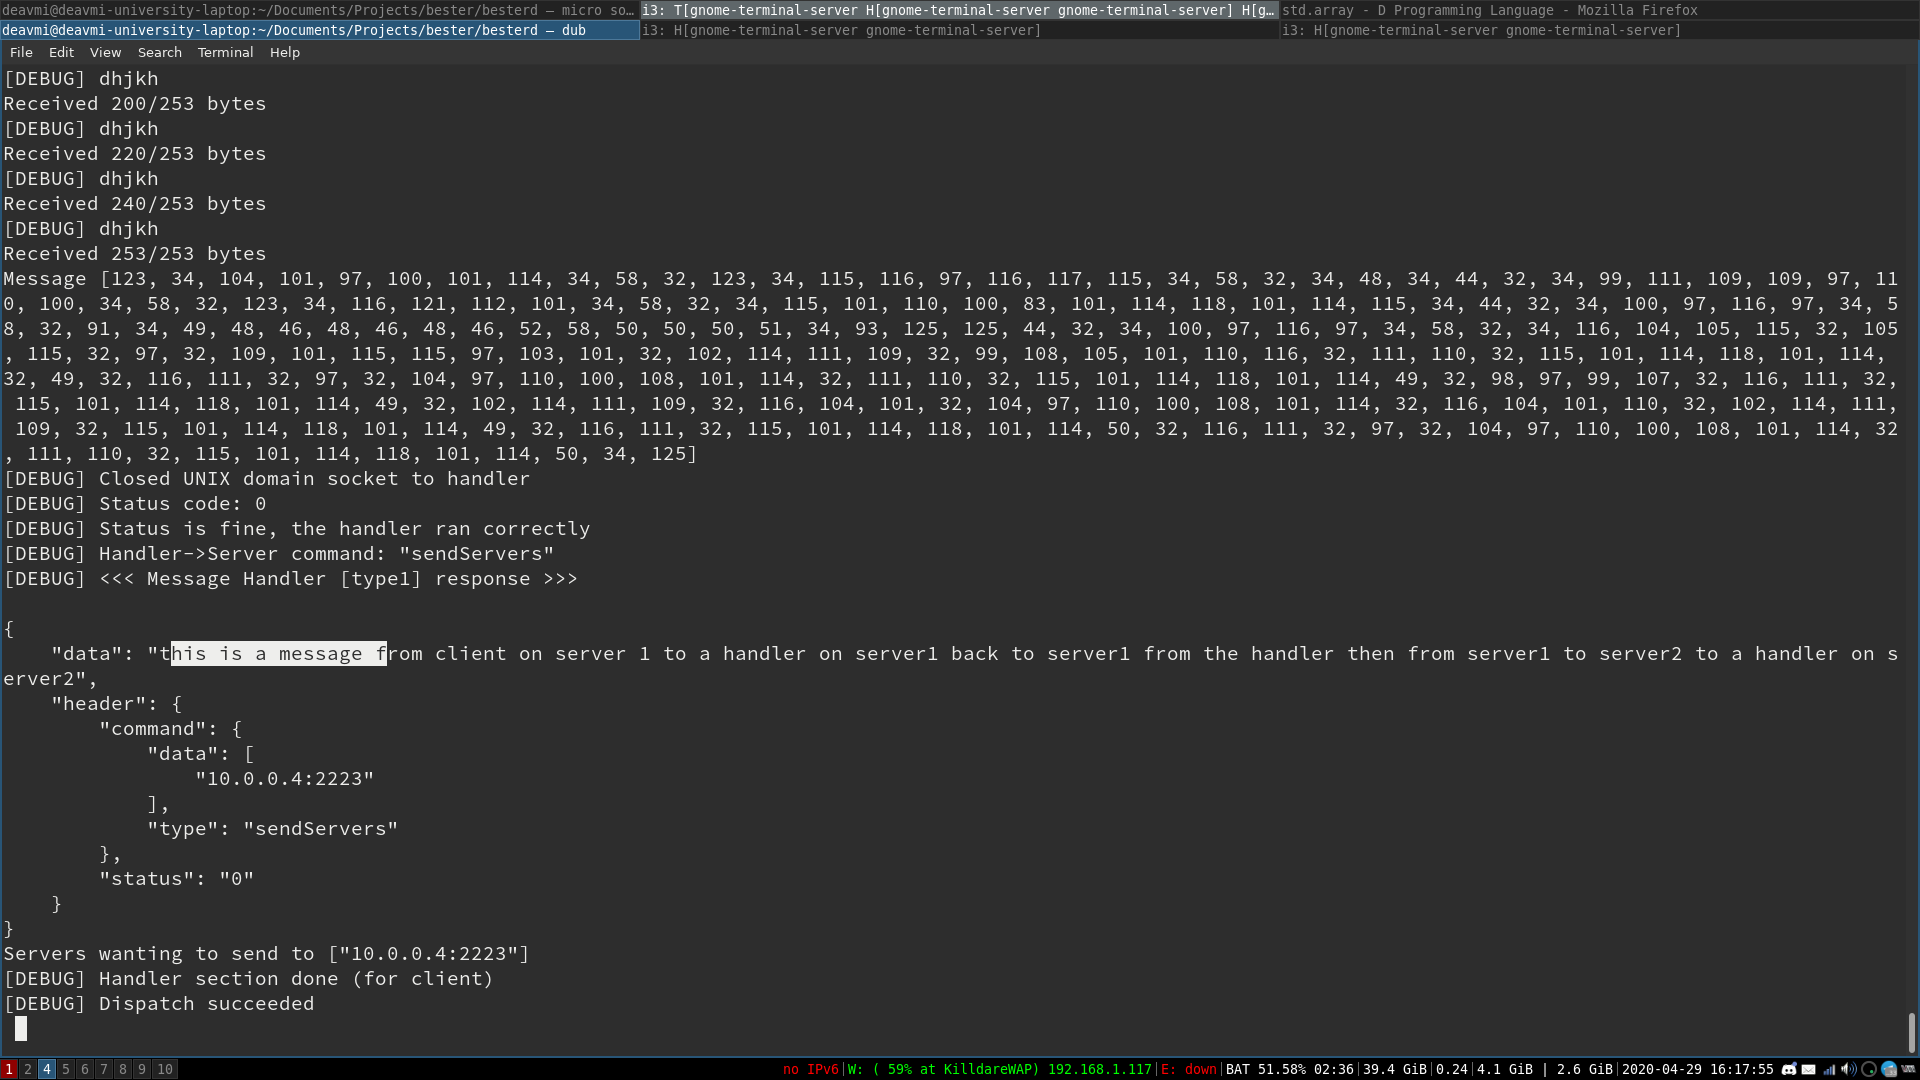 deavmi@deavmi-university-laptop:~/Documents/Projects/bester/besterd — micro so…
i3: T[gnome-terminal-server H[gnome-terminal-server gnome-terminal-server] H[g…
std.array - D Programming Language - Mozilla Firefox
deavmi@deavmi-university-laptop:~/Documents/Projects/bester/besterd — dub
i3: H[gnome-terminal-server gnome-terminal-server]
i3: H[gnome-terminal-server gnome-terminal-server]
File Edit View Search Terminal Help
[DEBUG] dhjkh
Received 200/253 bytes
[DEBUG] dhjkh
Received 220/253 bytes
[DEBUG] dhjkh
Received 240/253 bytes
[DEBUG] dhjkh
Received 253/253 bytes
Message [123, 34, 104, 101, 97, 100, 101, 114, 34, 58, 32, 123, 34, 115, 116, 97, 116, 117, 115, 34, 58, 32, 34, 48, 34, 44, 32, 34, 99, 111, 109, 109, 97, 11
0, 100, 34, 58, 32, 123, 34, 116, 121, 112, 101, 34, 58, 32, 34, 115, 101, 110, 100, 83, 101, 114, 118, 101, 114, 115, 34, 44, 32, 34, 100, 97, 116, 97, 34, 5
8, 32, 91, 34, 49, 48, 46, 48, 46, 48, 46, 52, 58, 50, 50, 50, 51, 34, 93, 125, 125, 44, 32, 34, 100, 97, 116, 97, 34, 58, 32, 34, 116, 104, 105, 115, 32, 105
, 115, 32, 97, 32, 109, 101, 115, 115, 97, 103, 101, 32, 102, 114, 111, 109, 32, 99, 108, 105, 101, 110, 116, 32, 111, 110, 32, 115, 101, 114, 118, 101, 114,
32, 49, 32, 116, 111, 32, 97, 32, 104, 97, 110, 100, 108, 101, 114, 32, 111, 110, 32, 115, 101, 114, 118, 101, 114, 49, 32, 98, 97, 99, 107, 32, 116, 111, 32,
115, 101, 114, 118, 101, 114, 49, 32, 102, 114, 111, 109, 32, 116, 104, 101, 32, 104, 97, 110, 100, 108, 101, 114, 32, 116, 104, 101, 110, 32, 102, 114, 111,
109, 32, 115, 101, 114, 118, 101, 114, 49, 32, 116, 111, 32, 115, 101, 114, 118, 101, 114, 50, 32, 116, 111, 32, 97, 32, 104, 97, 110, 100, 108, 101, 114, 32
, 111, 110, 32, 115, 101, 114, 118, 101, 114, 50, 34, 125]
[DEBUG] Closed UNIX domain socket to handler
[DEBUG] Status code: 0
[DEBUG] Status is fine, the handler ran correctly
[DEBUG] Handler->Server command: "sendServers"
[DEBUG] <<< Message Handler [type1] response >>>
{
"data": "this is a message from client on server 1 to a handler on server1 back to server1 from the handler then from server1 to server2 to a handler on s
erver2",
"header": {
"command": {
"data": [
"10.0.0.4:2223"
],
"type": "sendServers"
},
"status": "0"
}
}
Servers wanting to send to ["10.0.0.4:2223"]
[DEBUG] Handler section done (for client)
[DEBUG] Dispatch succeeded
1 2 4 5 6 7 8 9 10
no IPv6|W: ( 59% at KilldareWAP) 192.168.1.117|E: down|BAT 51.58% 02:36|39.4 GiB|0.24|4.1 GiB | 2.6 GiB|2020-04-29 16:17:55